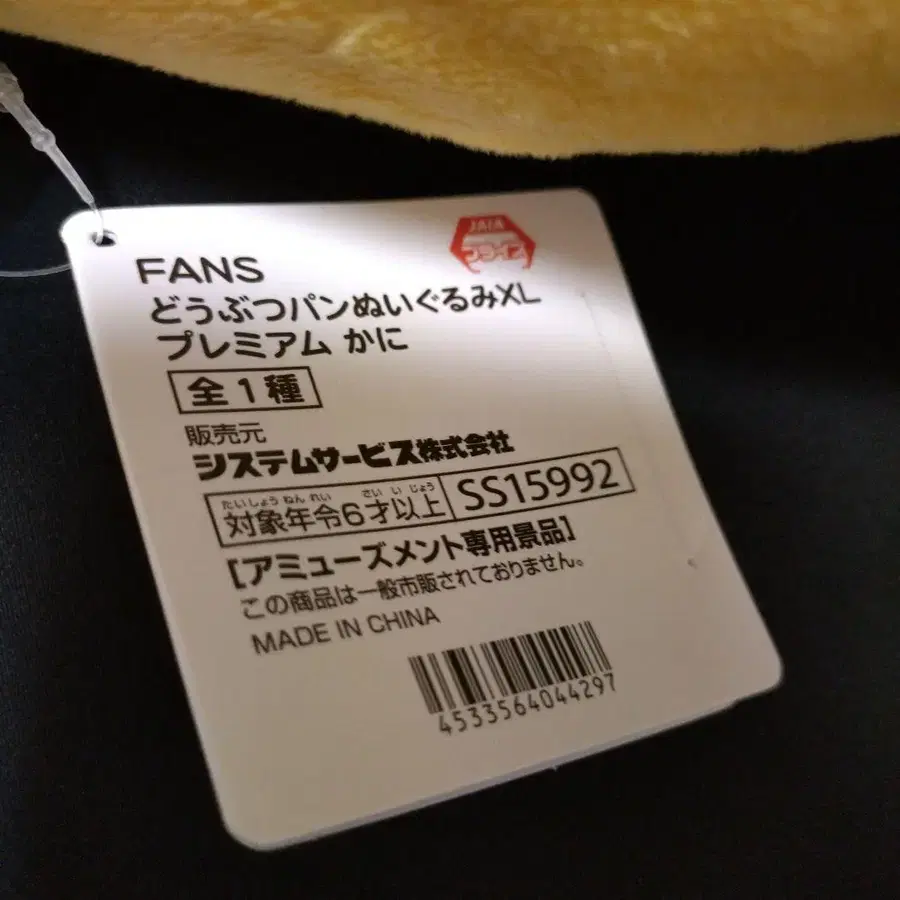 JAIA
プライズ
FANS
どうぶつパンぬいぐるみXL
プレミアム かに
全1種
販売元
システムサービス株式会社
たいしょうねんれい さいいじょう
対象年令6才以上 SS15992
【アミューズメント専用景品】
この商品は一般市販されておりません。
MADE IN CHINA
4533564044297